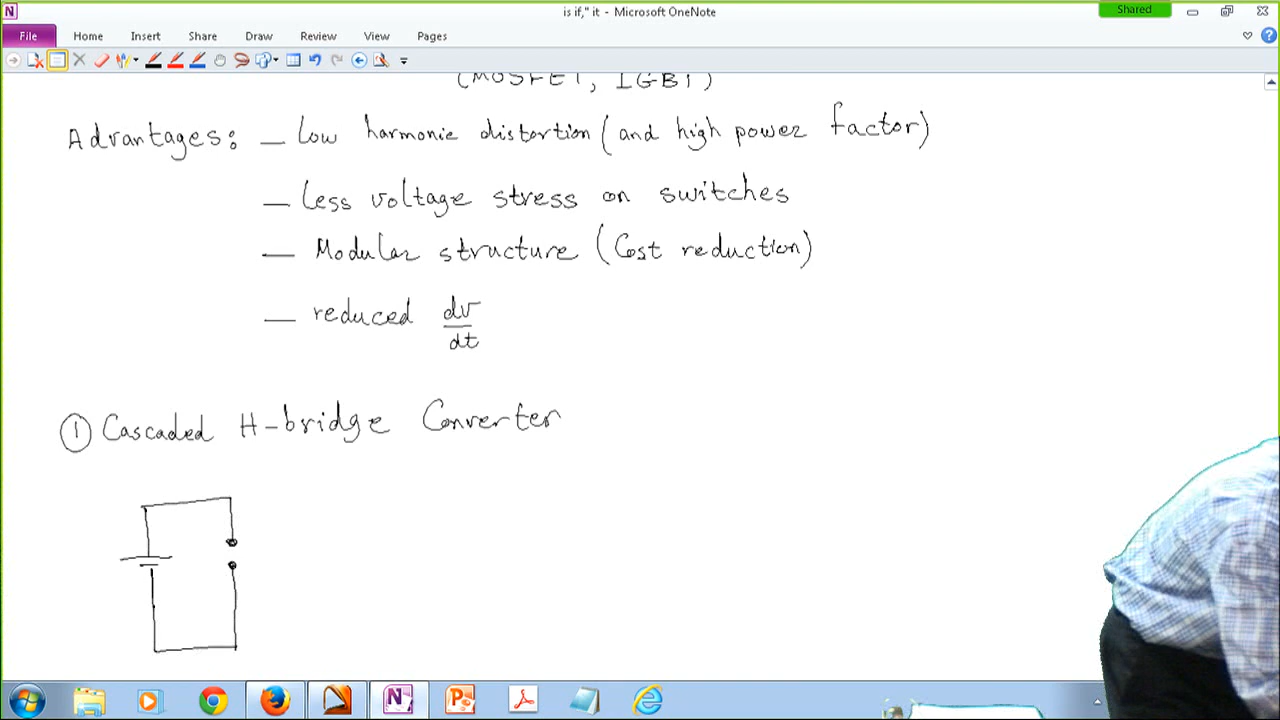 is if," it - Microsoft OneNote
Shared
File Home Insert Share Draw Review View Pages
(MOSFET, IGBT)
Advantages: — low harmonic distortion (and high power factor)
— less voltage stress on switches
— Modular structure (Cost reduction)
— reduced dv/dt
① Cascaded H-bridge Converter